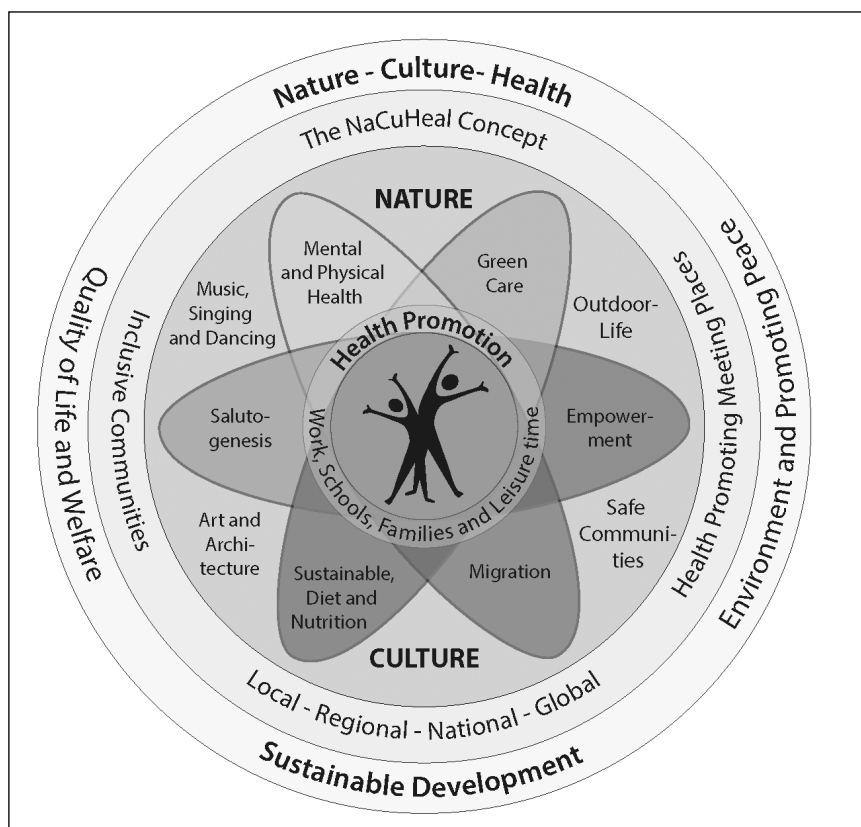 Nature - Culture- Health
The NaCuHeal Concept
NATURE
Mental
and Physical
Health
Green
Care
Music,
Singing
and Dancing
Outdoor-
Life
Quality of Life and Welfare
Inclusive Communities
Health Promotion
Health Promoting Meeting Places
Environment and Promoting Peace
Saluto-
genesis
Empower-
ment
Work, Schools, Families and Leisure time
Art and
Archi-
tecture
Safe
Communi-
ties
Sustainable,
Diet and
Nutrition
Migration
CULTURE
Local - Regional - National - Global
Sustainable Development